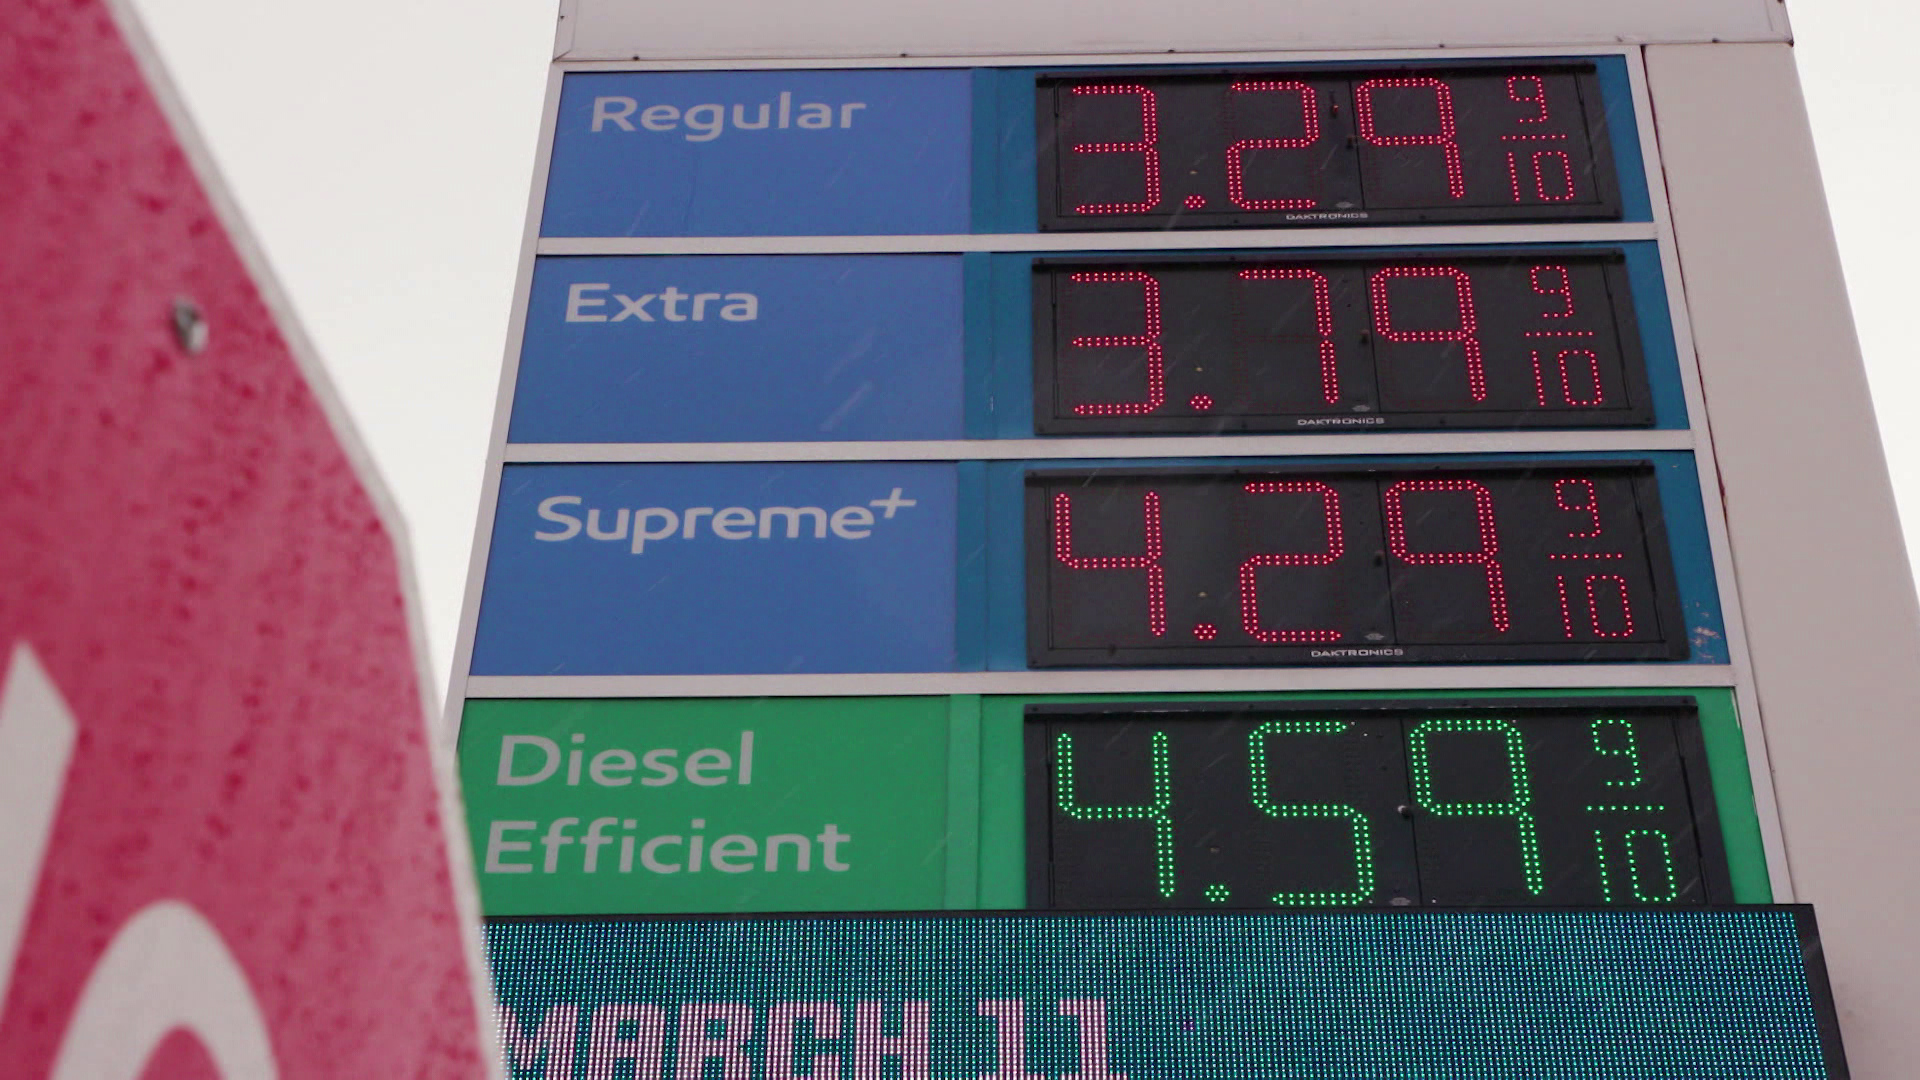 Regular 3.29 9/10
DAKTRONICS
Extra 3.79 9/10
DAKTRONICS
Supreme+ 4.29 9/10
DAKTRONICS
Diesel
Efficient 4.59 9/10
MARCH 11